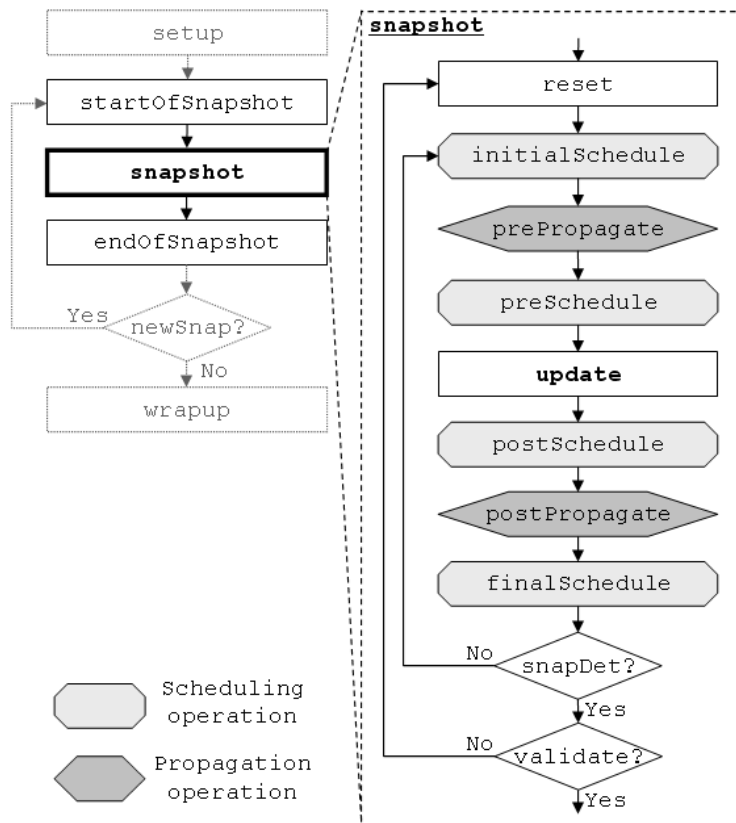 setup
startOfSnapshot
snapshot
endOfSnapshot
Yes
newSnap?
No
wrapup
snapshot
reset
initialSchedule
prePropagate
preSchedule
update
postSchedule
postPropagate
finalSchedule
No
snapDet?
Yes
No
validate?
Yes
Scheduling
operation
Propagation
operation